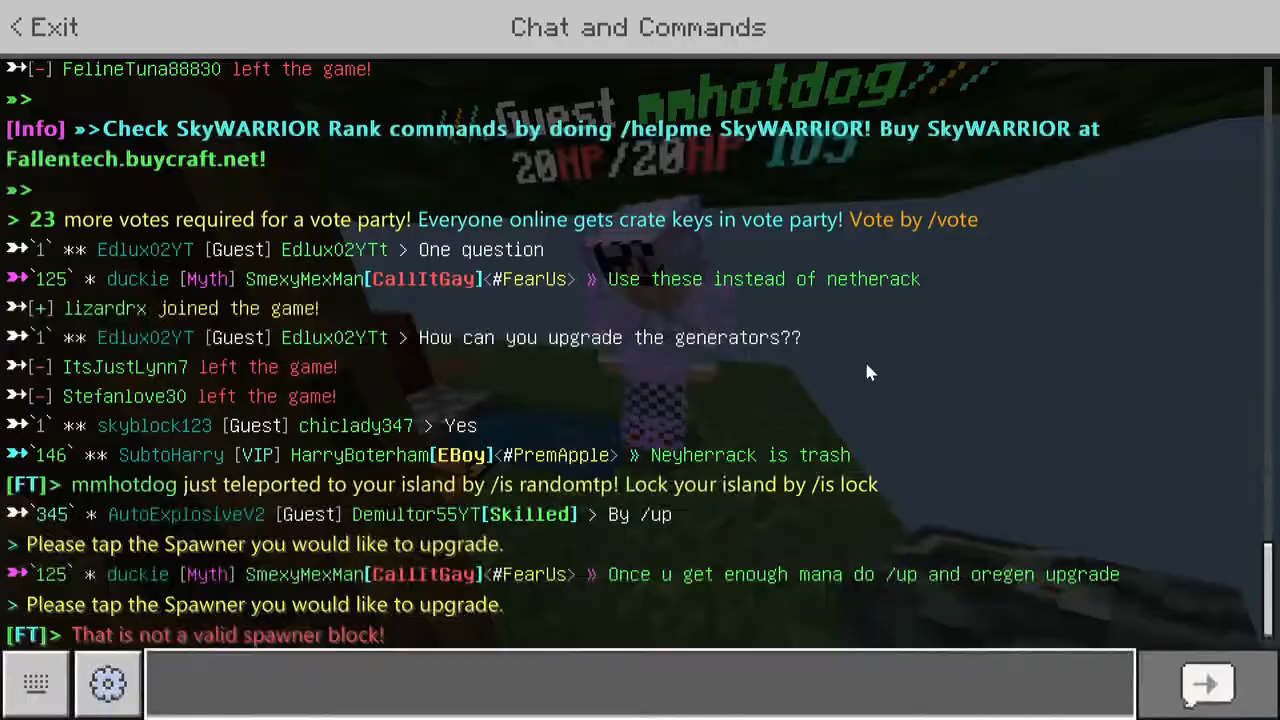 < Exit
Chat and Commands
[-] FelineTuna88830 left the game!
»>
[Info] »>Check SkyWARRIOR Rank commands by doing /helpme SkyWARRIOR! Buy SkyWARRIOR at
Fallentech.buycraft.net!
»>
> 23 more votes required for a vote party! Everyone online gets crate keys in vote party! Vote by /vote
➳`1` ** Edlux02YT [Guest] Edlux02YTt > One question
➳`125` * duckie [Myth] SmexyMexMan[CallItGay]<#FearUs> » Use these instead of netherack
➳[+] lizardrx joined the game!
➳`1` ** Edlux02YT [Guest] Edlux02YTt > How can you upgrade the generators??
➳[-] ItsJustLynn7 left the game!
➳[-] Stefanlove30 left the game!
➳`1` ** skyblock123 [Guest] chiclady347 > Yes
➳`146` ** SubtoHarry [VIP] HarryBoterham[EBoy]<#PremApple> » Neyherrack is trash
[FT]> mmhotdog just teleported to your island by /is randomtp! Lock your island by /is lock
➳`345` * AutoExplosiveV2 [Guest] Demultor55YT[Skilled] > By /up
> Please tap the Spawner you would like to upgrade.
➳`125` * duckie [Myth] SmexyMexMan[CallItGay]<#FearUs> » Once u get enough mana do /up and oregen upgrade
> Please tap the Spawner you would like to upgrade.
[FT]> That is not a valid spawner block!
Guest mmhotdog
20HP/20HP